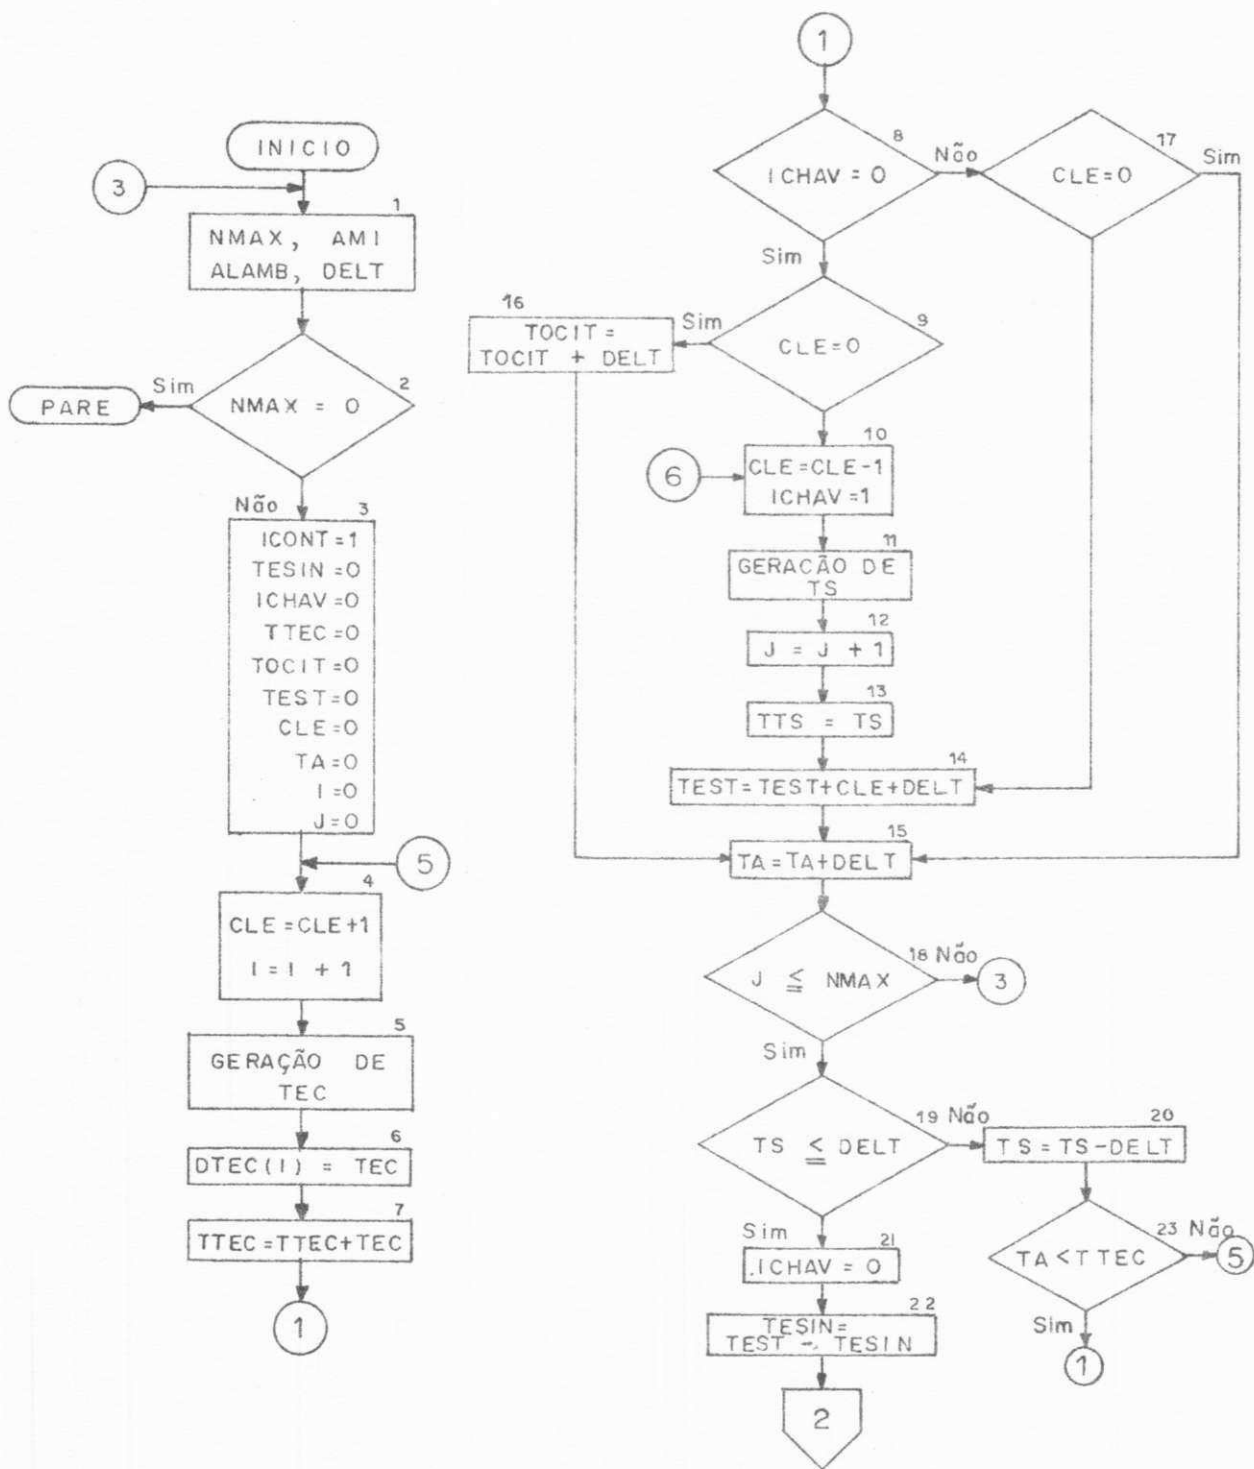 INICIO
3
1
NMAX, AMI
ALAMB, DELT
2
NMAX = 0
Sim
PARE
Não
3
ICONT=1
TESIN=0
ICHAV=0
TTEC=0
TOCIT=0
TEST=0
CLE=0
TA=0
I=0
J=0
5
4
CLE=CLE+1
I=I+1
5
GERAÇÃO DE
TEC
6
DTEC(I) = TEC
7
TTEC=TTEC+TEC
1
1
8
ICHAV=0
Não
17
CLE=0
Sim
Sim
9
CLE=0
Sim
16
TOCIT=
TOCIT + DELT
10
CLE=CLE-1
ICHAV=1
6
11
GERACÃO DE
TS
12
J = J + 1
13
TTS = TS
14
TEST=TEST+CLE+DELT
15
TA=TA+DELT
18 Não
J ≦ NMAX
3
Sim
19 Não
TS ≦ DELT
20
TS=TS-DELT
Sim
21
.ICHAV = 0
23 Não
TA<TTEC
5
Sim
1
22
TESIN=
TEST - TESIN
2